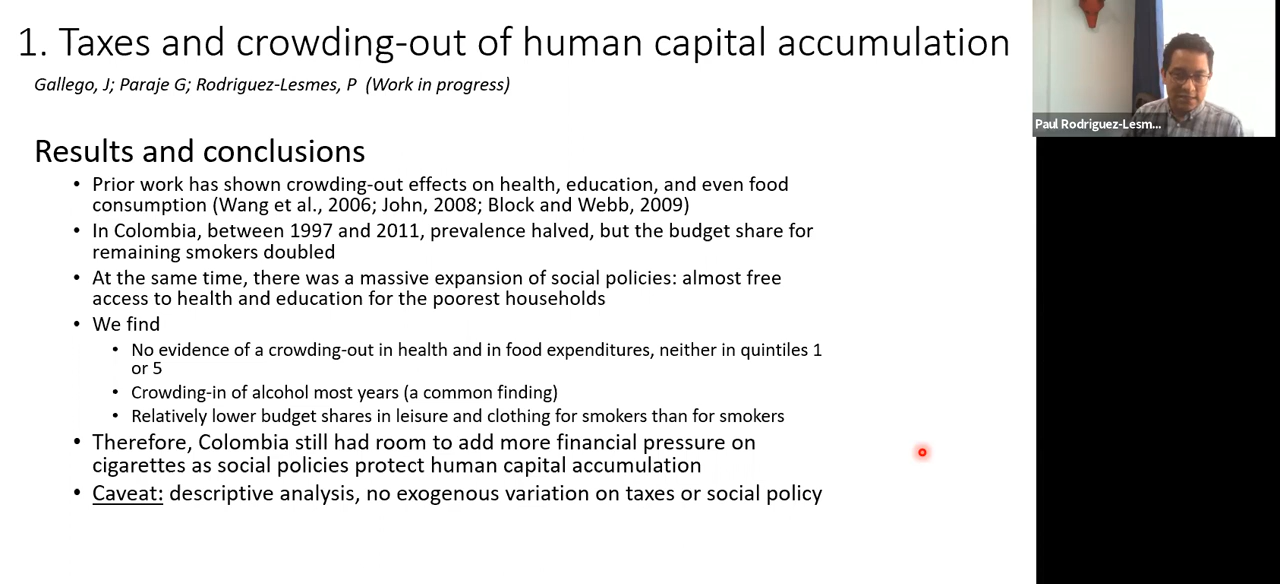 1. Taxes and crowding-out of human capital accumulation
Gallego, J; Paraje G; Rodriguez-Lesmes, P (Work in progress)
Paul Rodriguez-Lesm...
Results and conclusions
• Prior work has shown crowding-out effects on health, education, and even food
consumption (Wang et al., 2006; John, 2008; Block and Webb, 2009)
• In Colombia, between 1997 and 2011, prevalence halved, but the budget share for
remaining smokers doubled
• At the same time, there was a massive expansion of social policies: almost free
access to health and education for the poorest households
• We find
• No evidence of a crowding-out in health and in food expenditures, neither in quintiles 1
or 5
• Crowding-in of alcohol most years (a common finding)
• Relatively lower budget shares in leisure and clothing for smokers than for smokers
• Therefore, Colombia still had room to add more financial pressure on
cigarettes as social policies protect human capital accumulation
• Caveat: descriptive analysis, no exogenous variation on taxes or social policy